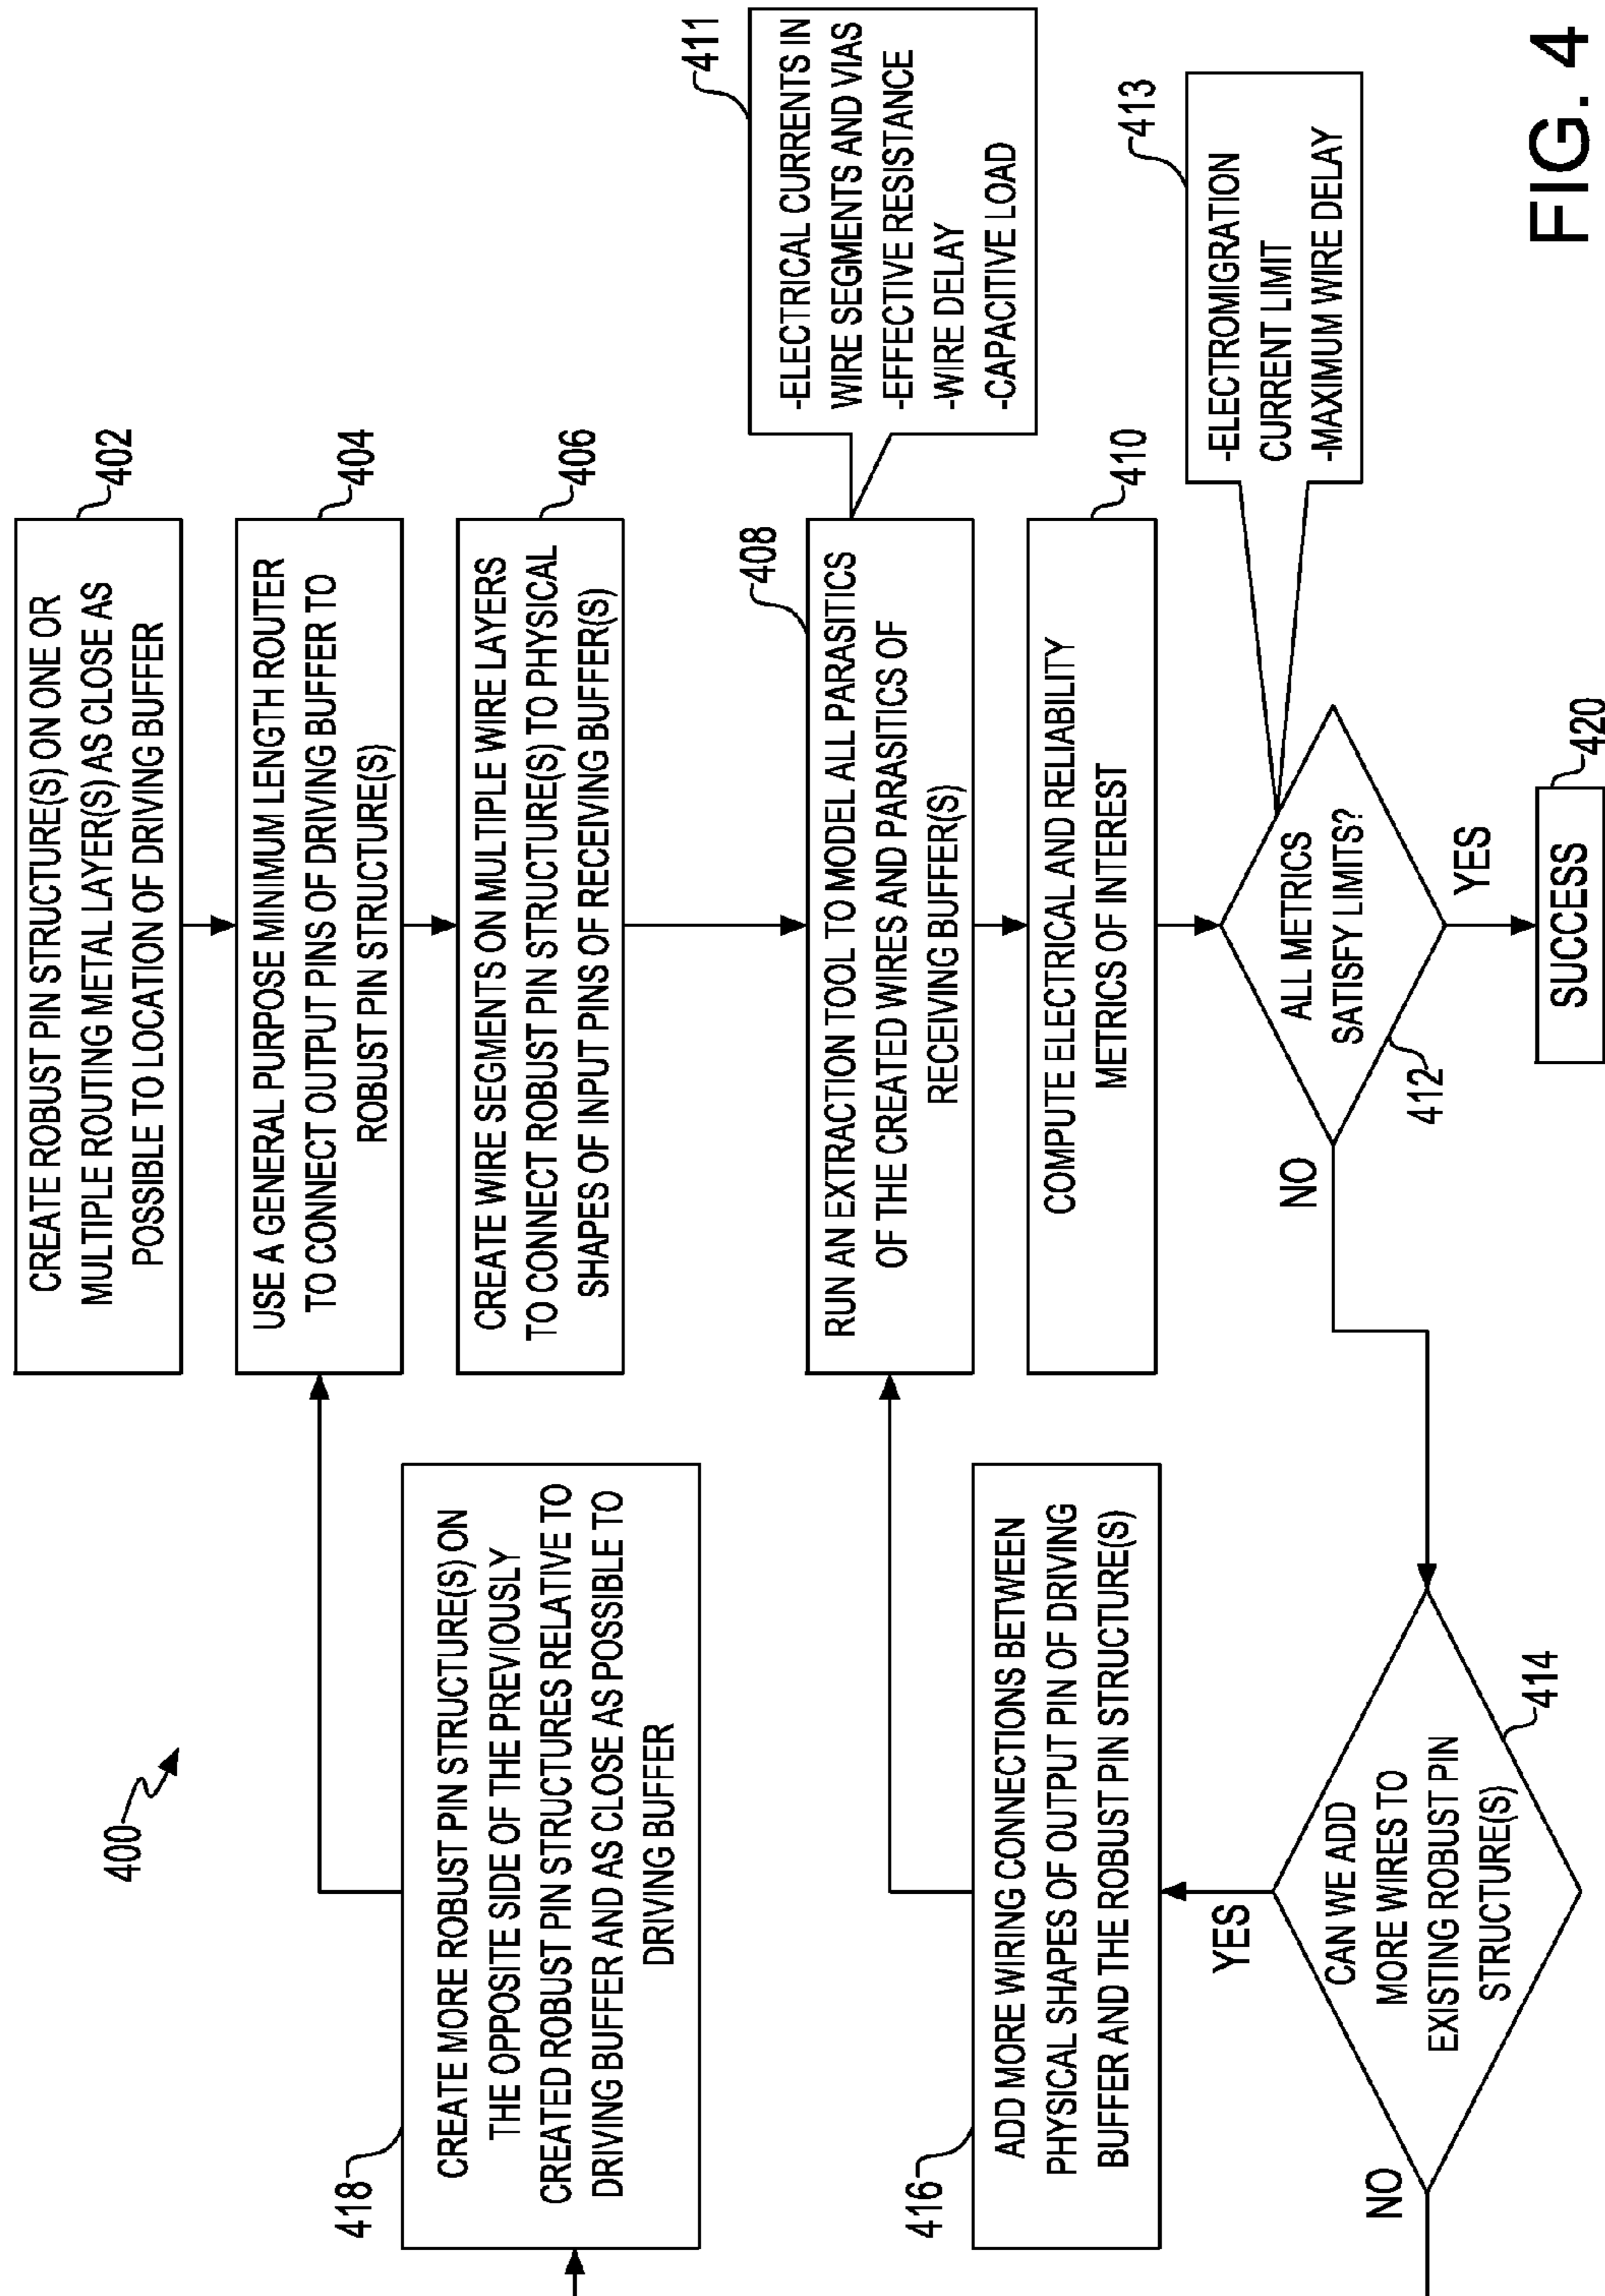 400
CREATE ROBUST PIN STRUCTURE(S) ON ONE OR
MULTIPLE ROUTING METAL LAYER(S) AS CLOSE AS
POSSIBLE TO LOCATION OF DRIVING BUFFER
402
USE A GENERAL PURPOSE MINIMUM LENGTH ROUTER
TO CONNECT OUTPUT PINS OF DRIVING BUFFER TO
ROBUST PIN STRUCTURE(S)
404
CREATE WIRE SEGMENTS ON MULTIPLE WIRE LAYERS
TO CONNECT ROBUST PIN STRUCTURE(S) TO PHYSICAL
SHAPES OF INPUT PINS OF RECEIVING BUFFER(S)
406
RUN AN EXTRACTION TOOL TO MODEL ALL PARASITICS
OF THE CREATED WIRES AND PARASITICS OF
RECEIVING BUFFER(S)
408
-ELECTRICAL CURRENTS IN
WIRE SEGMENTS AND VIAS
-EFFECTIVE RESISTANCE
-WIRE DELAY
-CAPACITIVE LOAD
411
COMPUTE ELECTRICAL AND RELIABILITY
METRICS OF INTEREST
410
ALL METRICS
SATISFY LIMITS?
412
-ELECTROMIGRATION
CURRENT LIMIT
-MAXIMUM WIRE DELAY
413
YES
SUCCESS
420
NO
CAN WE ADD
MORE WIRES TO
EXISTING ROBUST PIN
STRUCTURE(S)
414
YES
ADD MORE WIRING CONNECTIONS BETWEEN
PHYSICAL SHAPES OF OUTPUT PIN OF DRIVING
BUFFER AND THE ROBUST PIN STRUCTURE(S)
416
NO
CREATE MORE ROBUST PIN STRUCTURE(S) ON
THE OPPOSITE SIDE OF THE PREVIOUSLY
CREATED ROBUST PIN STRUCTURES RELATIVE TO
DRIVING BUFFER AND AS CLOSE AS POSSIBLE TO
DRIVING BUFFER
418
FIG. 4